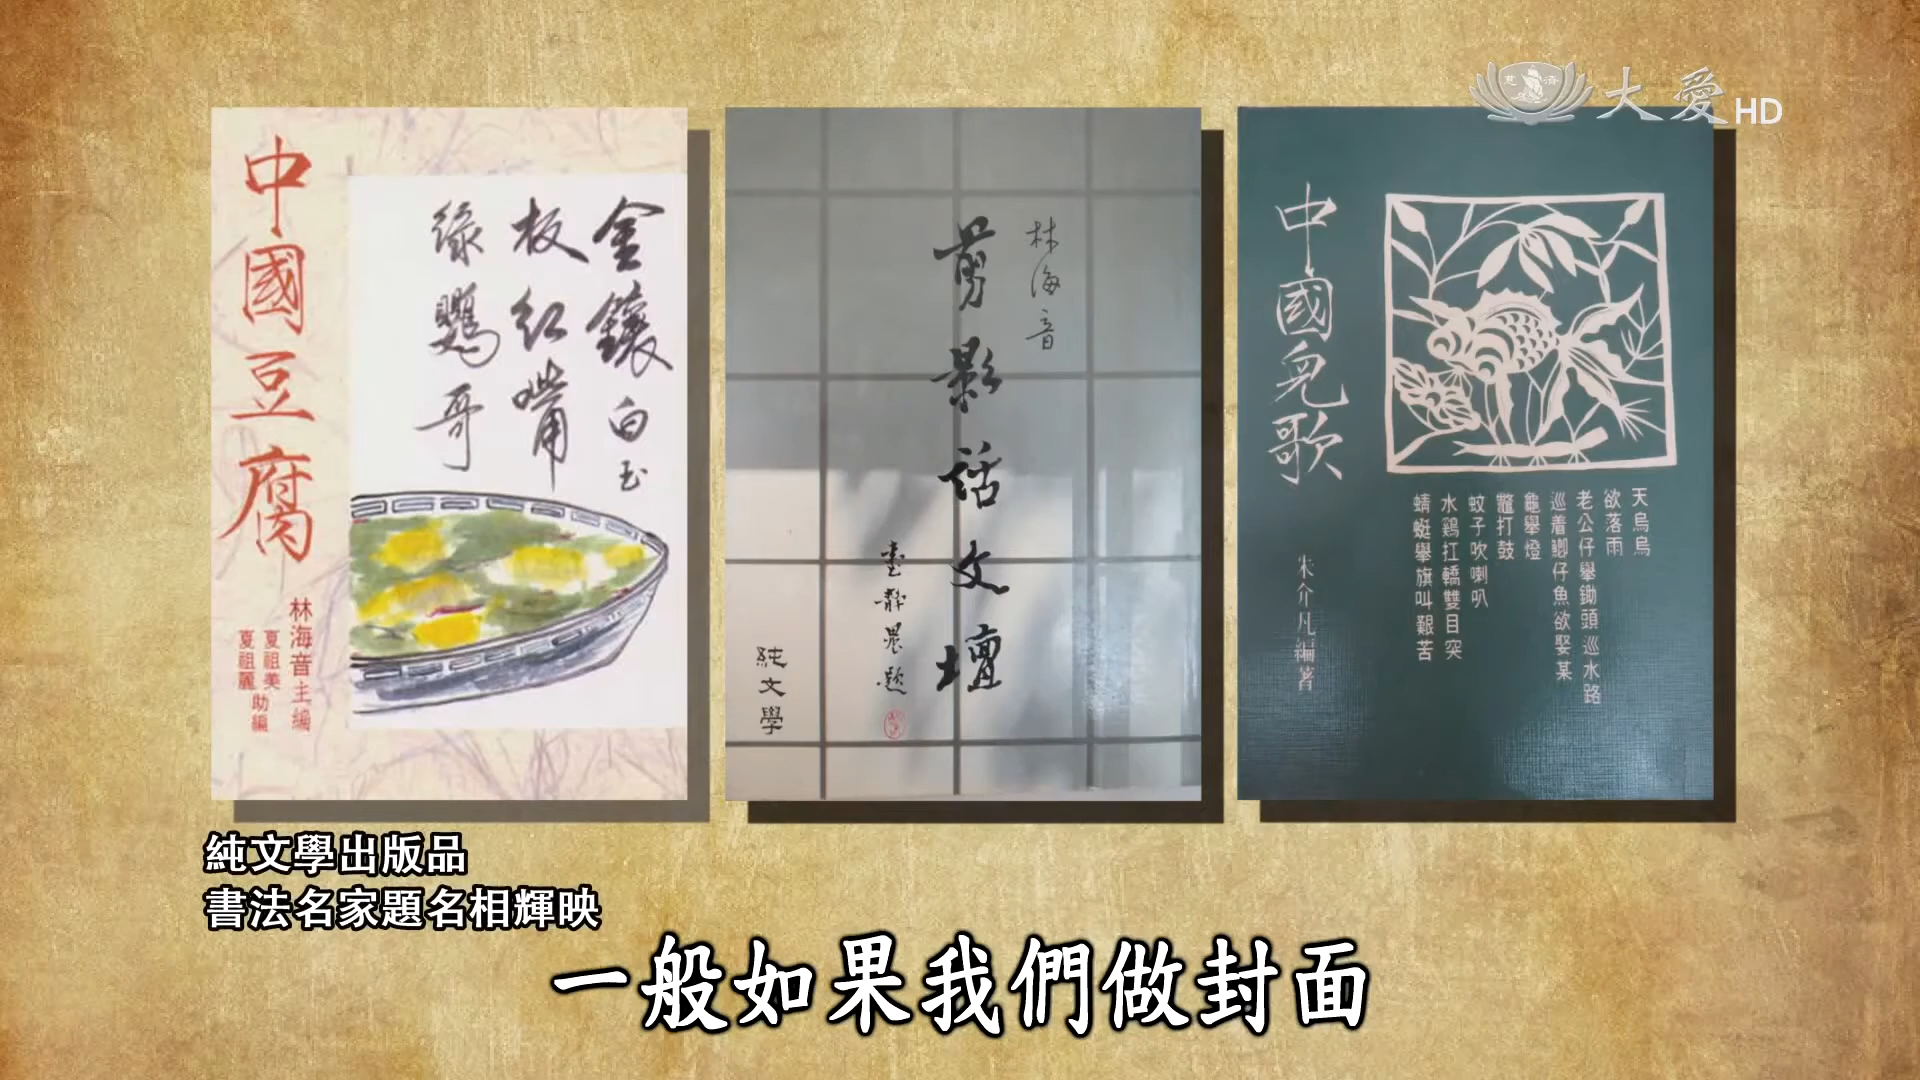 慈濟
大愛HD
中國豆腐
金鑲白玉
板紅嘴
綠鸚哥
林海音主編
夏祖美
夏祖麗 助編
林海音
剪影話文壇
臺靜農題
純文學
中國兒歌
天烏烏
欲落雨
老公仔舉鋤頭巡水路
巡着鯽仔魚欲娶某
龜舉燈
鼈打鼓
蚊子吹喇叭
水鷄扛轎雙目突
蜻蜓舉旗叫艱苦
朱介凡編著
純文學出版品
書法名家題名相輝映
一般如果我們做封面